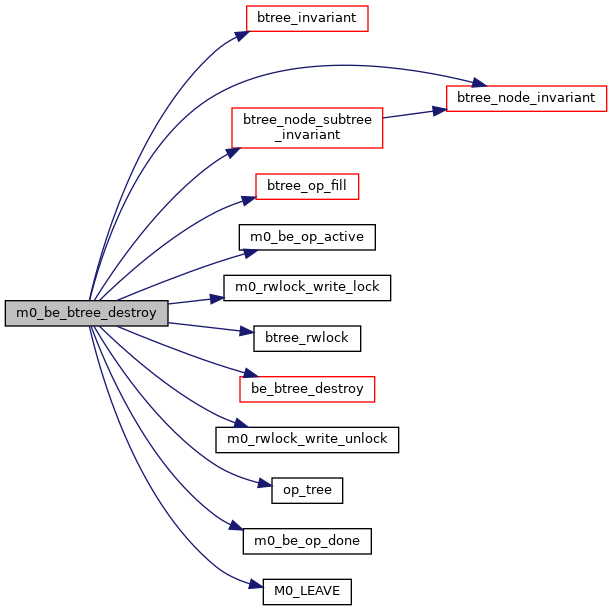 btree_invariant
btree_node_invariant
btree_node_subtree
_invariant
btree_op_fill
m0_be_op_active
m0_rwlock_write_lock
m0_be_btree_destroy
btree_rwlock
be_btree_destroy
m0_rwlock_write_unlock
op_tree
m0_be_op_done
M0_LEAVE